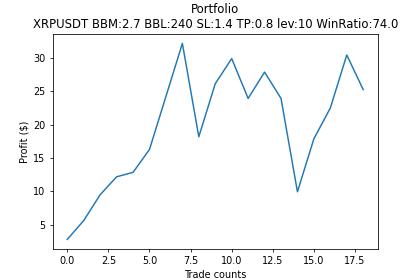 Portfolio
XRPUSDT BBM:2.7 BBL:240 SL:1.4 TP:0.8 lev:10 WinRatio:74.0
Profit ($)
30
25
20
15
10
5
0.0 2.5 5.0 7.5 10.0 12.5 15.0 17.5
Trade counts